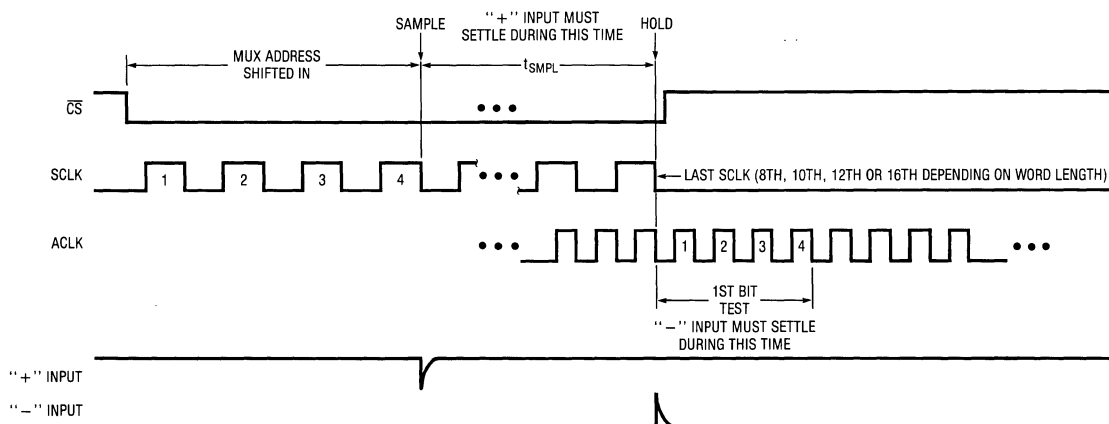 SAMPLE
"+" INPUT MUST
SETTLE DURING THIS TIME
HOLD
MUX ADDRESS
SHIFTED IN
tSMPL
CS
SCLK
1 2 3 4
LAST SCLK (8TH, 10TH, 12TH OR 16TH DEPENDING ON WORD LENGTH)
ACLK
1 2 3 4
1ST BIT
TEST
"−" INPUT MUST SETTLE
DURING THIS TIME
"+" INPUT
"−" INPUT